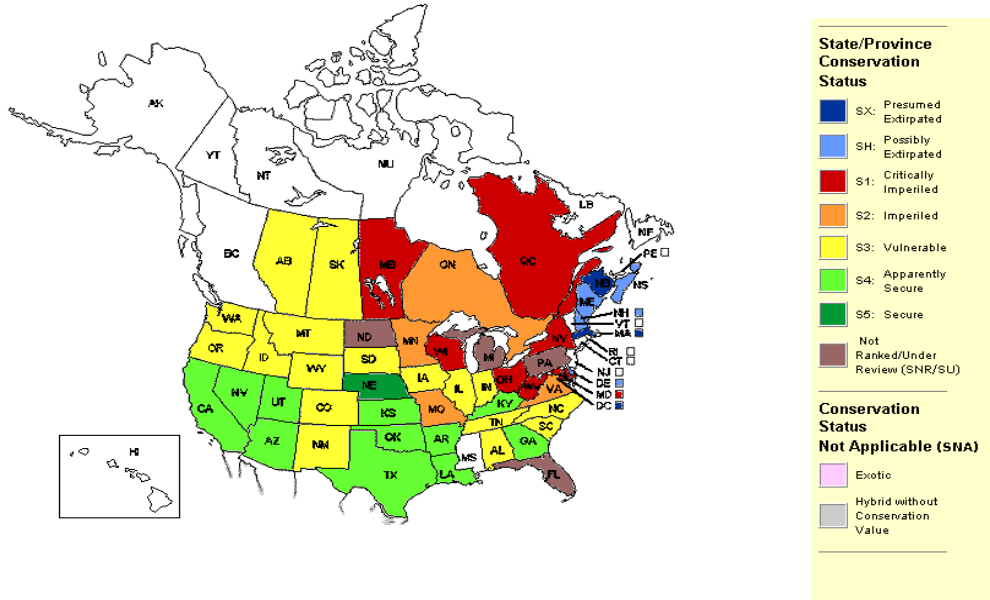 AK
YT
NT
NU
BC
AB
SK
MB
ON
QC
LB
NF
PE
NS
NB
ME
NH
VT
MA
RI
CT
NJ
DE
MD
DC
WA
OR
ID
MT
WY
ND
SD
NE
MN
WI
MI
NY
PA
OH
IA
IL
IN
CA
NV
UT
CO
KS
MO
KY
VA
AZ
NM
OK
AR
TN
NC
SC
TX
LA
MS
AL
GA
FL
HI
State/Province
Conservation
Status
SX: Presumed
Extirpated
SH: Possibly
Extirpated
S1: Critically
Imperiled
S2: Imperiled
S3: Vulnerable
S4: Apparently
Secure
S5: Secure
Not
Ranked/Under
Review (SNR/SU)
Conservation
Status
Not Applicable (SNA)
Exotic
Hybrid without
Conservation
Value